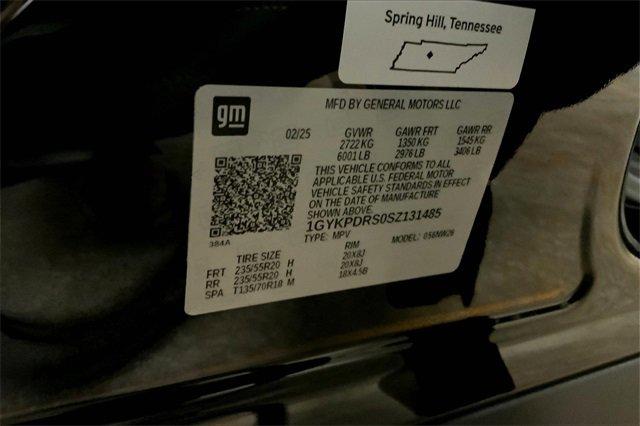 Spring Hill, Tennessee
gm
MFD BY GENERAL MOTORS LLC
02/25 GVWR GAWR FRT GAWR RR
2722 KG 1350 KG 1545 KG
6001 LB 2976 LB 3406 LB
THIS VEHICLE CONFORMS TO ALL
APPLICABLE U.S. FEDERAL MOTOR
VEHICLE SAFETY STANDARDS IN EFFECT
ON THE DATE OF MANUFACTURE
SHOWN ABOVE.
1GYKPDRS0SZ131485
384A
TYPE: MPV MODEL: 056NW26
TIRE SIZE RIM
FRT 235/55R20 H 20X8J
RR 235/55R20 H 20X8J
SPA T135/70R18 M 18X4.5B